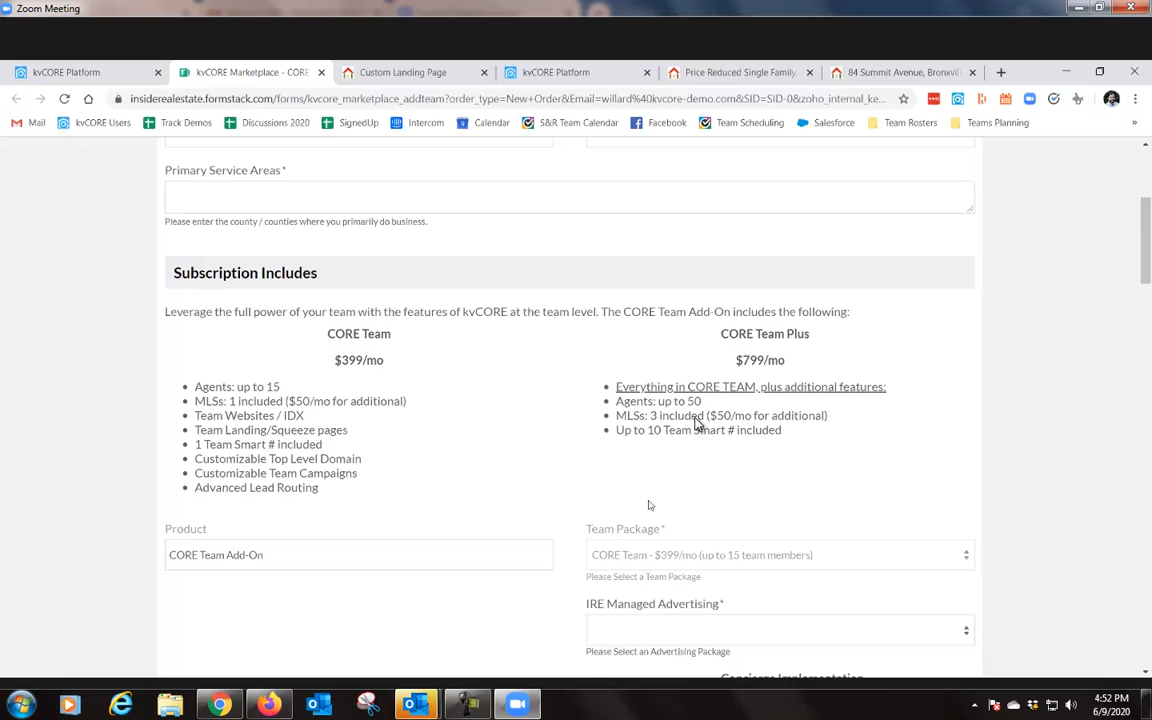 Zoom Meeting
kvCORE Platform
kvCORE Marketplace - CORE
Custom Landing Page
kvCORE Platform
Price Reduced Single Family
84 Summit Avenue, Bronxvill
insiderealestate.formstack.com/forms/kvcore_marketplace_addteam?order_type=New+Order&Email=willard%40kvcore-demo.com&SID=SID-0&zoho_internal_ke...
Mail
kvCORE Users
Track Demos
Discussions 2020
SignedUp
Intercom
Calendar
S&R Team Calendar
Facebook
Team Scheduling
Salesforce
Team Rosters
Teams Planning
»
Primary Service Areas*
Please enter the county / counties where you primarily do business.
Subscription Includes
Leverage the full power of your team with the features of kvCORE at the team level. The CORE Team Add-On includes the following:
CORE Team
$399/mo
• Agents: up to 15
• MLSs: 1 included ($50/mo for additional)
• Team Websites / IDX
• Team Landing/Squeeze pages
• 1 Team Smart # included
• Customizable Top Level Domain
• Customizable Team Campaigns
• Advanced Lead Routing
CORE Team Plus
$799/mo
• Everything in CORE TEAM, plus additional features:
• Agents: up to 50
• MLSs: 3 included ($50/mo for additional)
• Up to 10 Team Smart # included
Product
CORE Team Add-On
Team Package*
CORE Team - $399/mo (up to 15 team members)
Please Select a Team Package
IRE Managed Advertising*
Please Select an Advertising Package
4:52 PM
6/9/2020